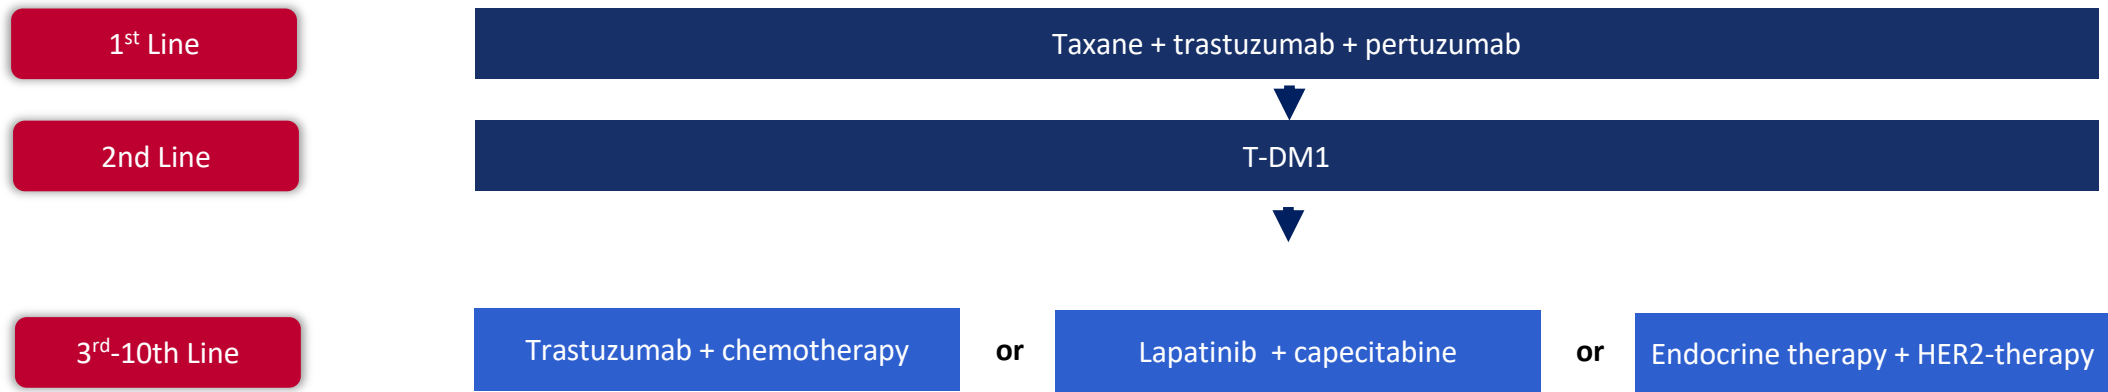 1st Line
Taxane + trastuzumab + pertuzumab
2nd Line
T-DM1
3rd-10th Line
Trastuzumab + chemotherapy
or
Lapatinib + capecitabine
or
Endocrine therapy + HER2-therapy